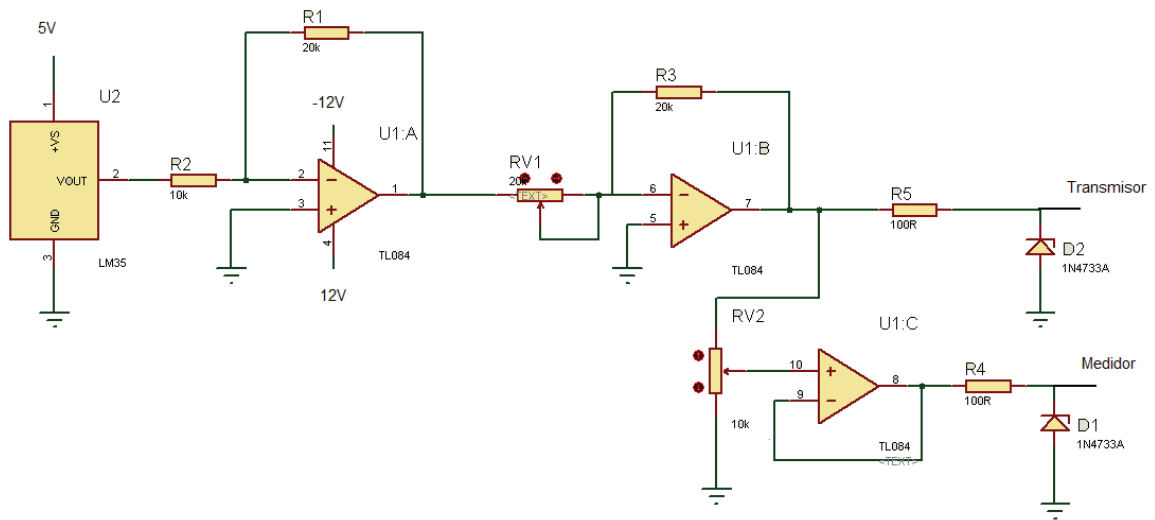 5V
U2
1
+VS
VOUT
2
GND
3
LM35
R2
10k
R1
20k
-12V
11
U1:A
2
3
1
4
TL084
12V
RV1
20k
<TEXT>
R3
20k
U1:B
6
5
7
TL084
R5
100R
Transmisor
D2
1N4733A
RV2
10k
U1:C
10
9
8
TL084
<TEXT>
R4
100R
Medidor
D1
1N4733A